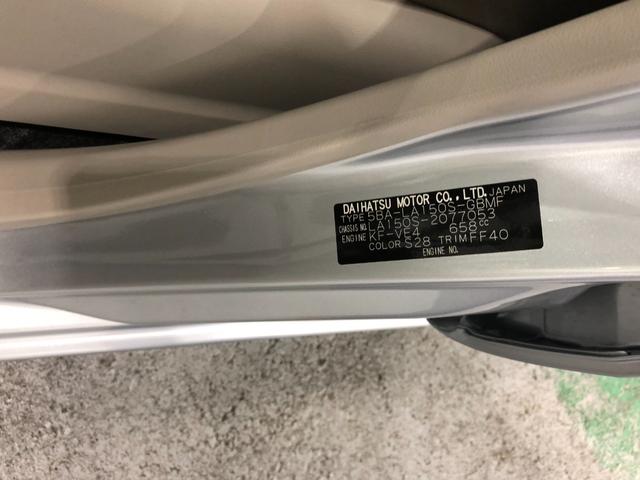 DAIHATSU MOTOR CO.,LTD. JAPAN
TYPE 5BA-LA150S-GBMF
CHASSIS NO. LA150S-2077053
ENGINE KF-VE4 658cc
COLOR S28 TRIM FF40
ENGINE NO.